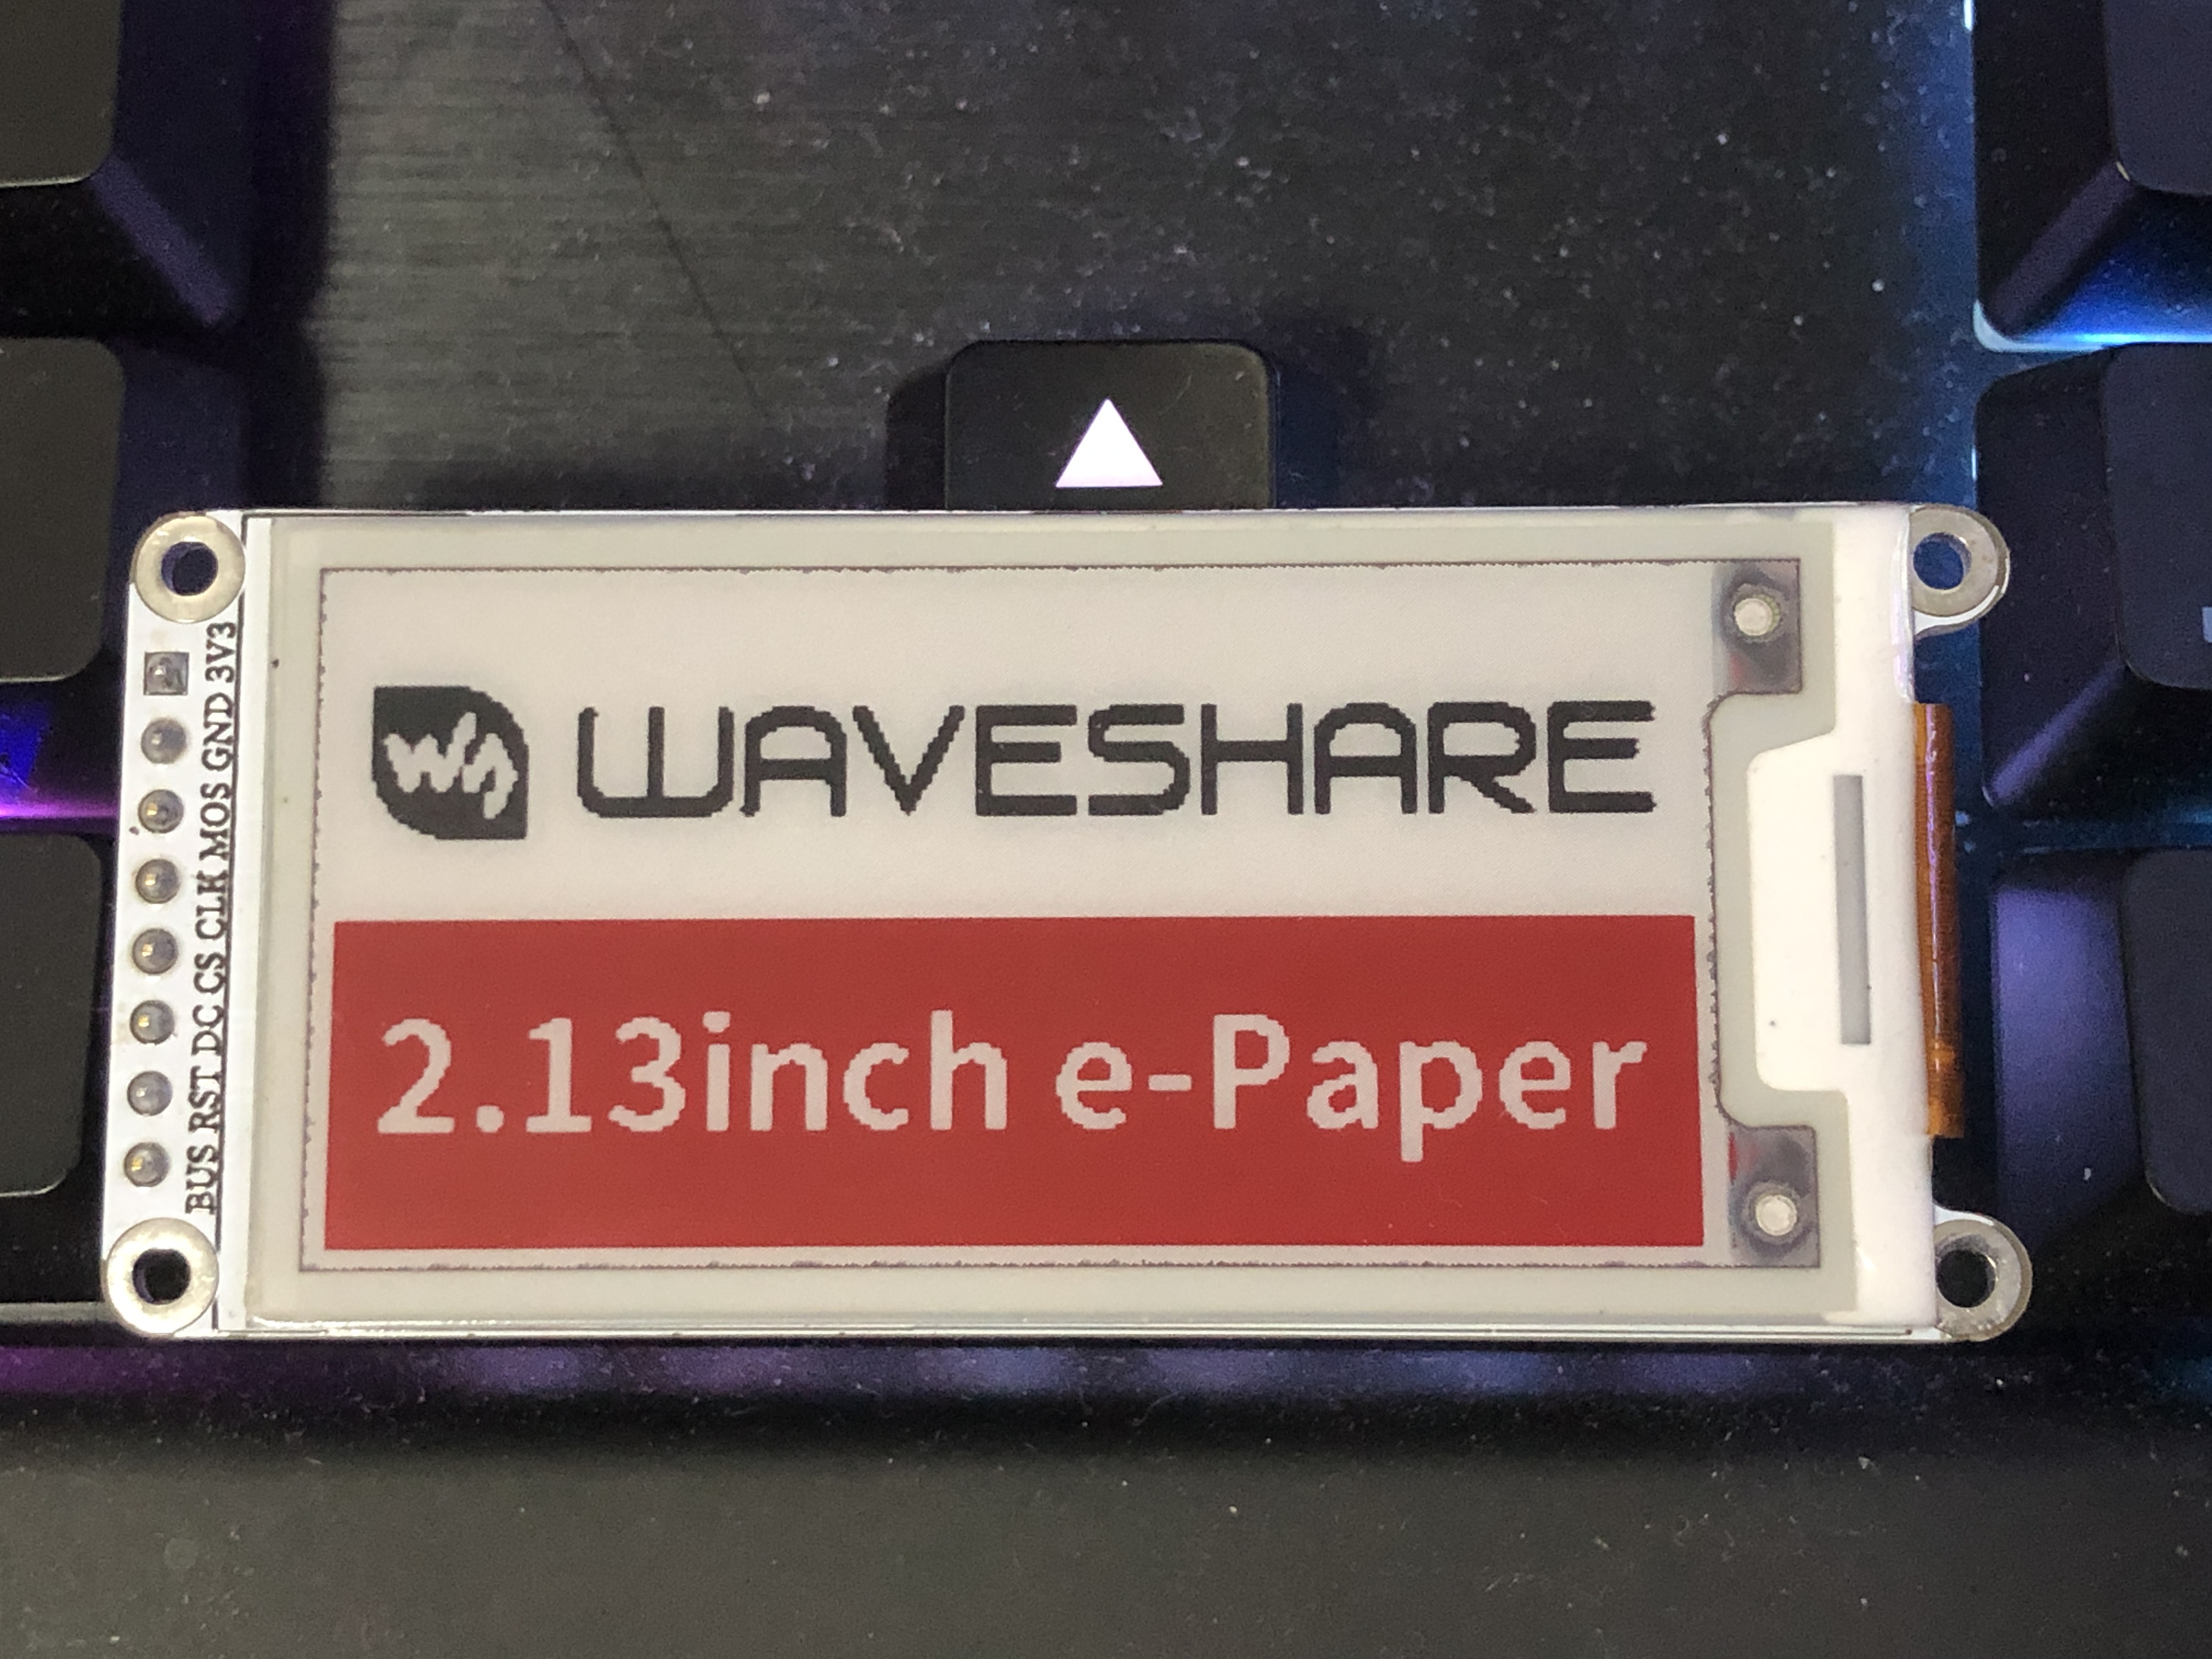 WAVESHARE
2.13inch e-Paper
BUS RST DC CS CLK MOS GND 3V3